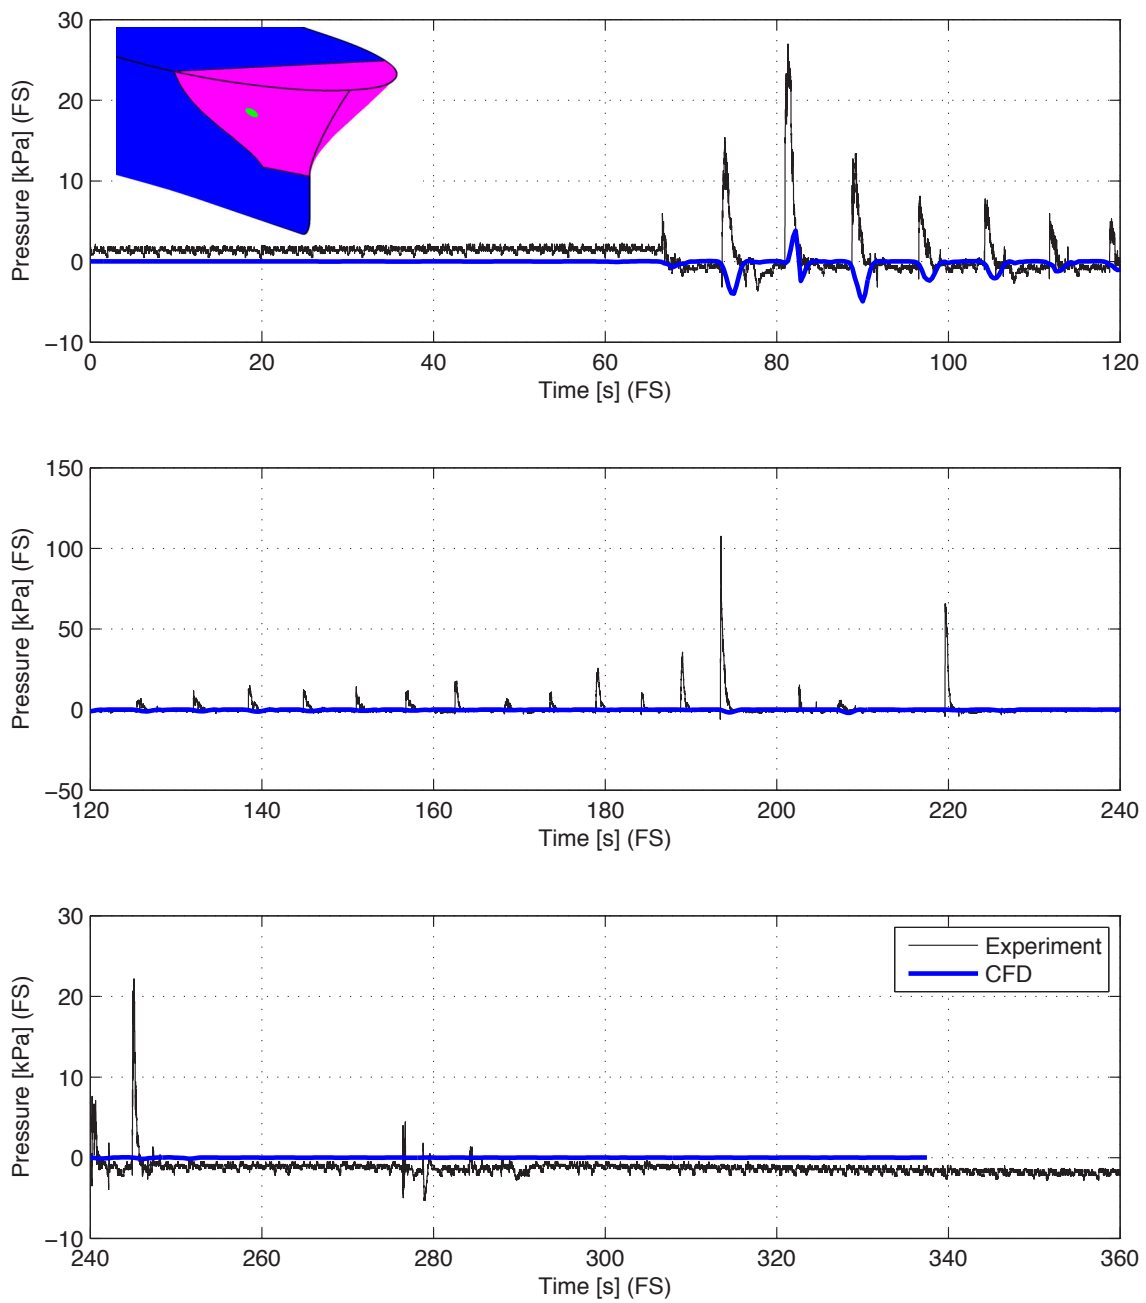 30
20
10
0
−10
Pressure [kPa] (FS)
0 20 40 60 80 100 120
Time [s] (FS)
150
100
50
0
−50
Pressure [kPa] (FS)
120 140 160 180 200 220 240
Time [s] (FS)
30
20
10
0
−10
Pressure [kPa] (FS)
Experiment
CFD
240 260 280 300 320 340 360
Time [s] (FS)